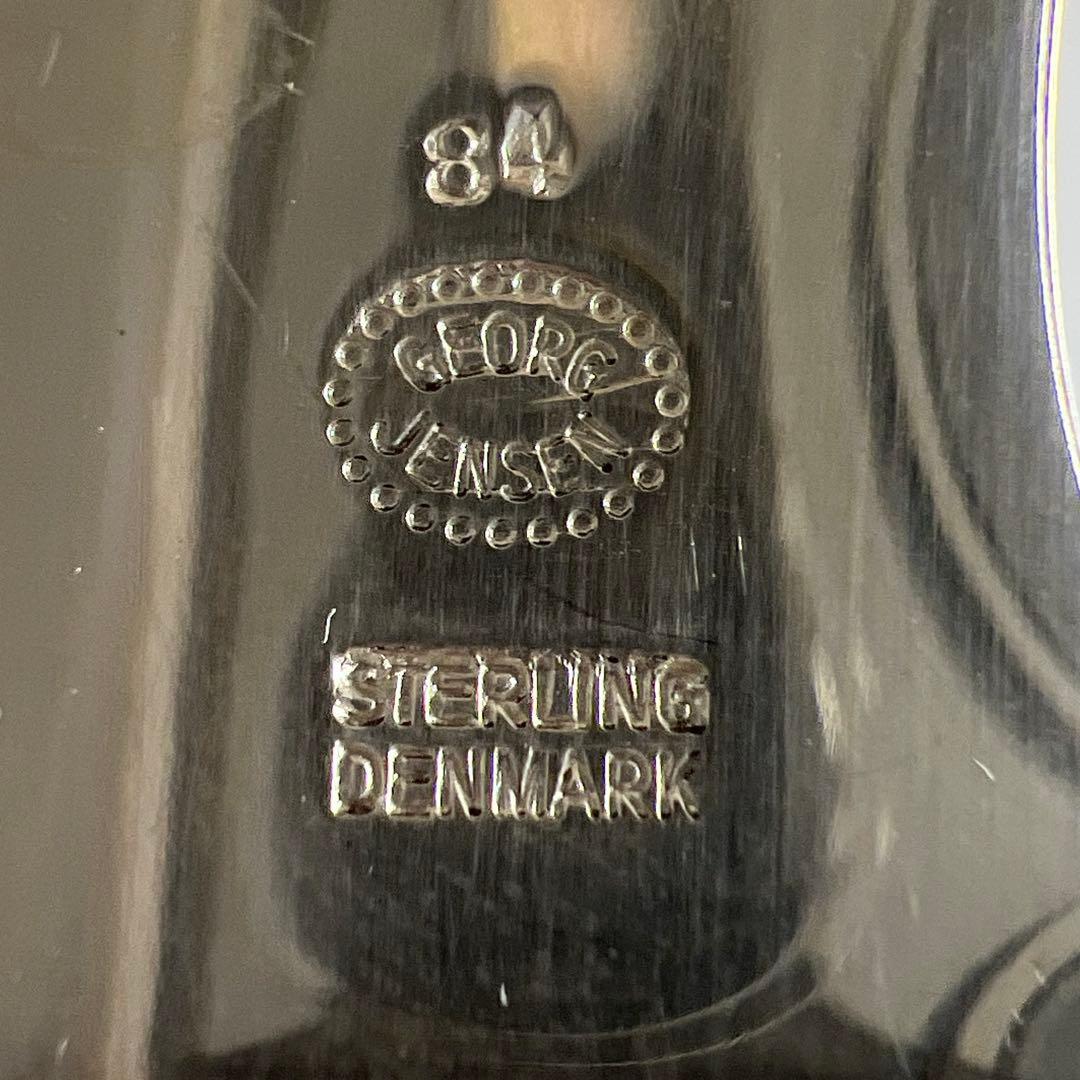 84
GEORG
JENSEN
STERLING
DENMARK